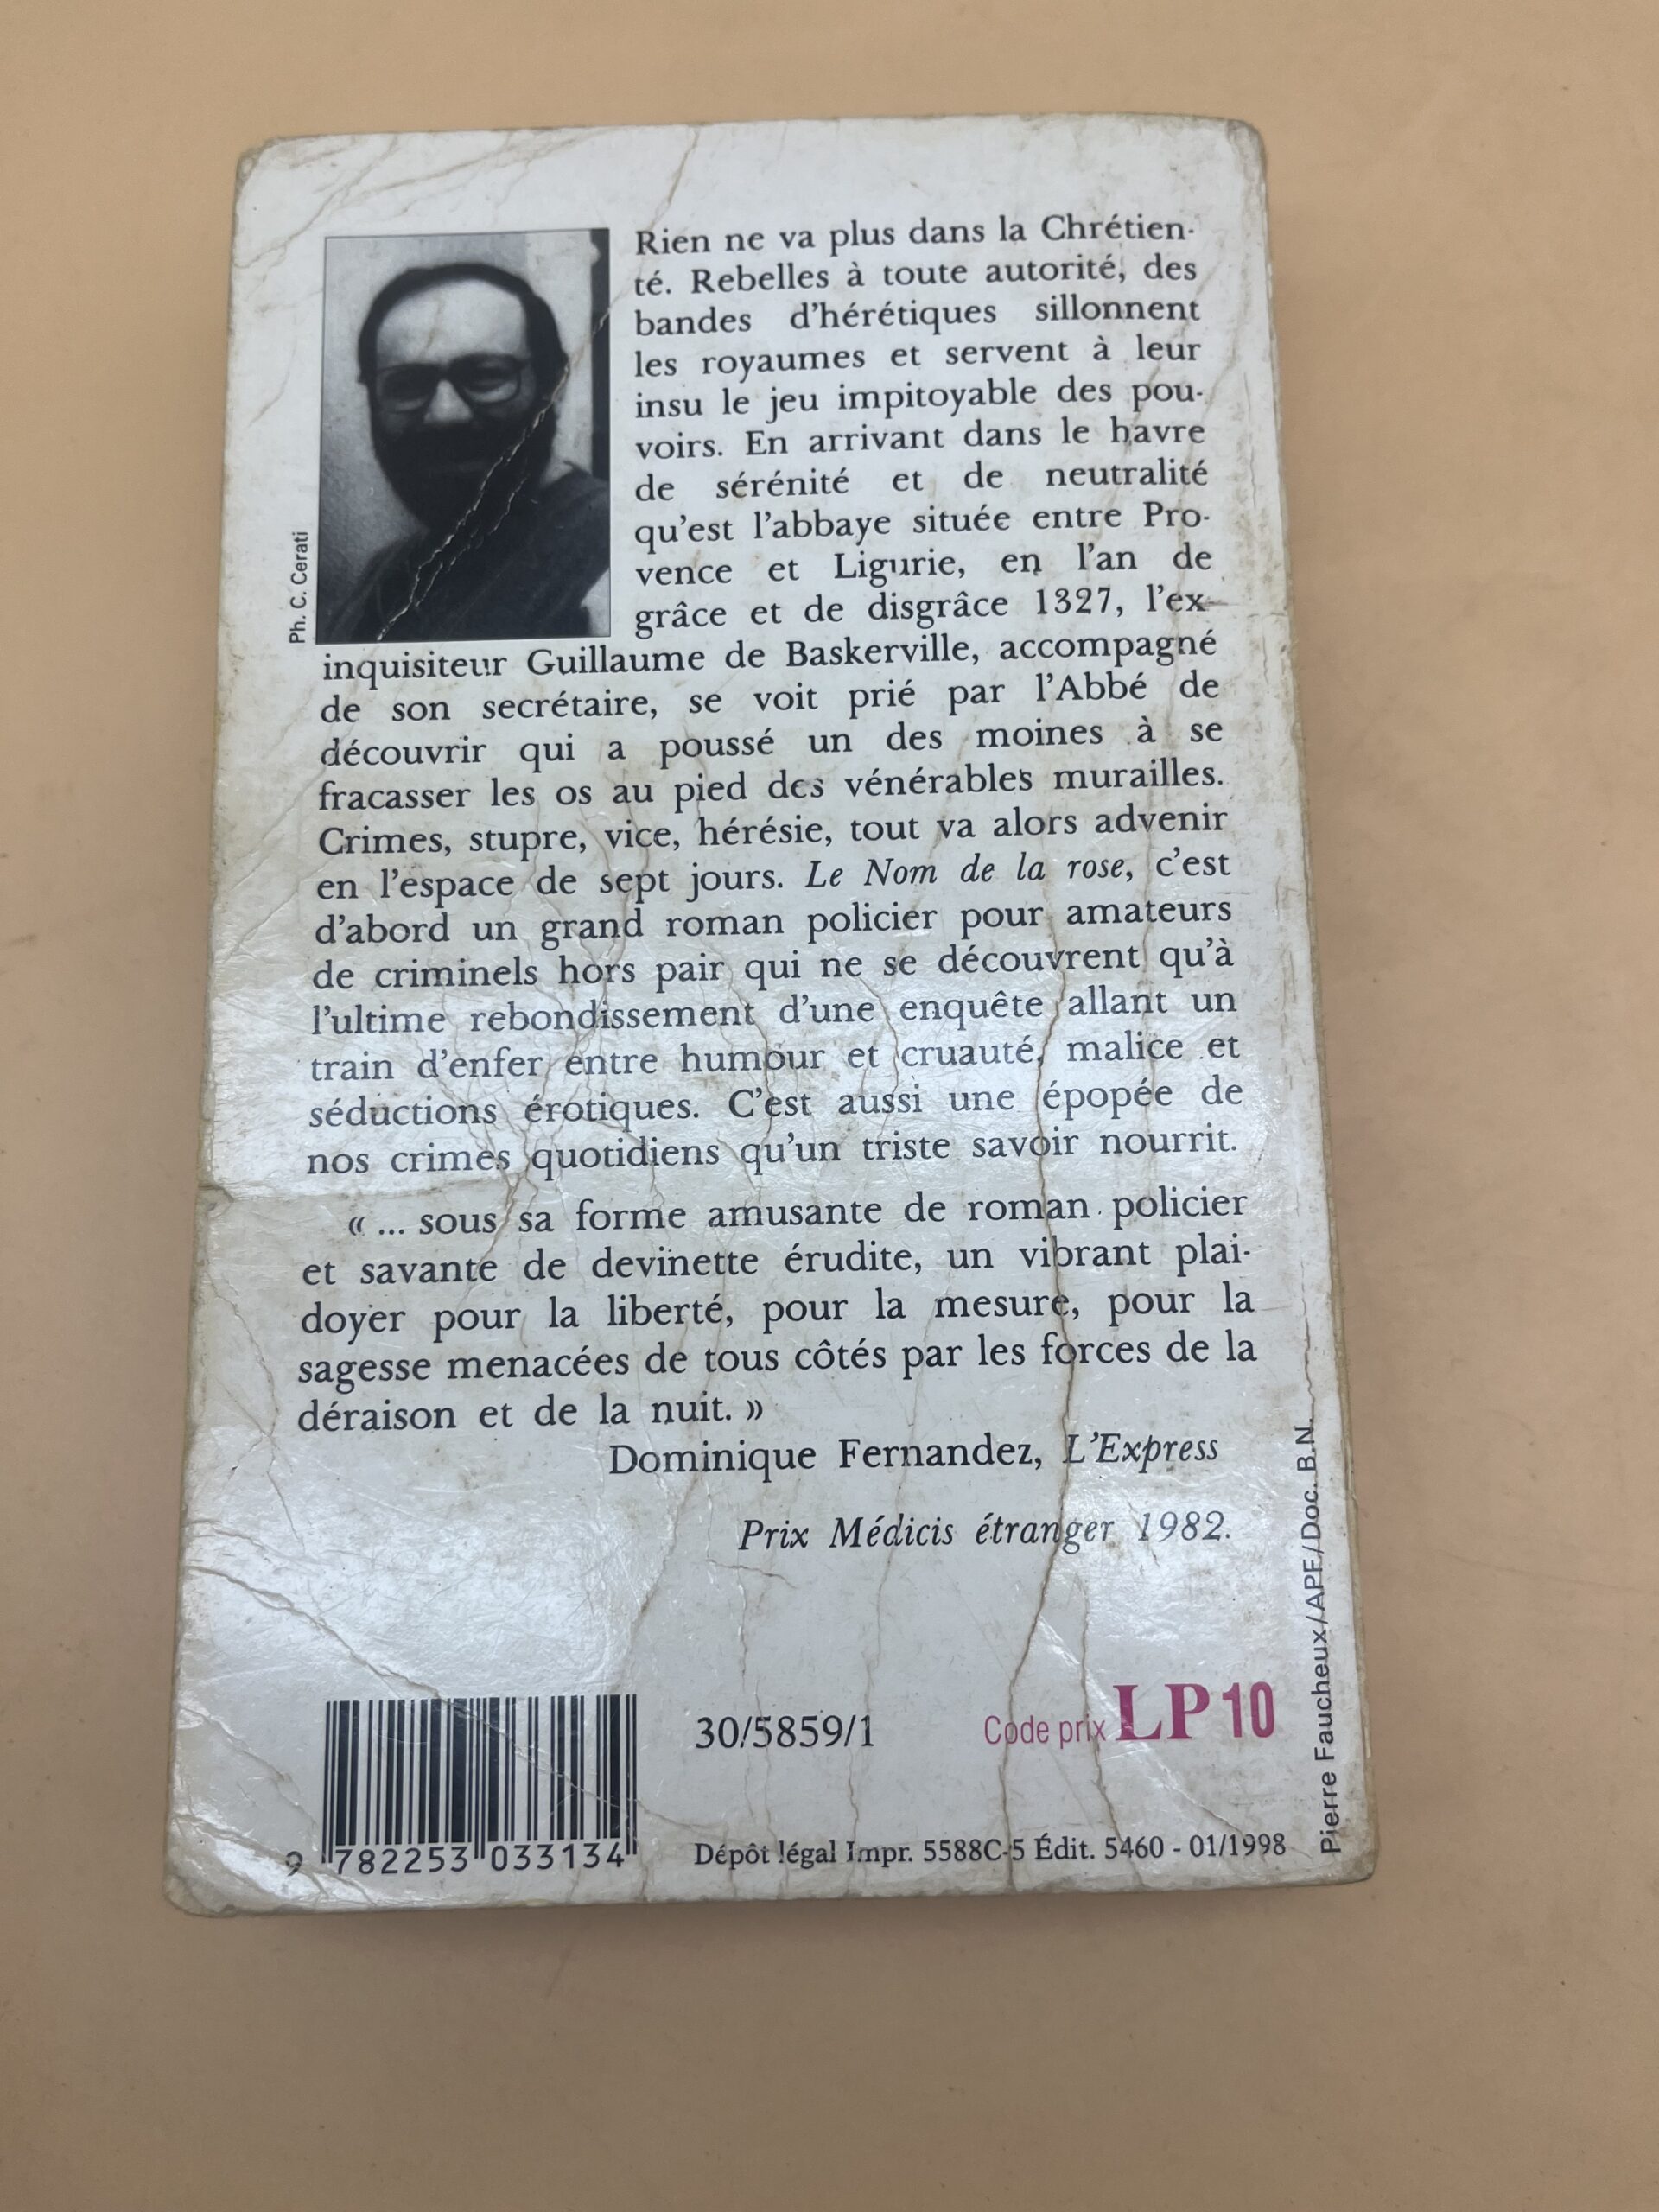 Rien ne va plus dans la Chrétien-
té. Rebelles à toute autorité, des
bandes d'hérétiques sillonnent
les royaumes et servent à leur
insu le jeu impitoyable des pou-
voirs. En arrivant dans le havre
de sérénité et de neutralité
qu'est l'abbaye située entre Pro-
vence et Ligurie, en l'an de
grâce et de disgrâce 1327, l'ex-
Ph. C. Cerati
inquisiteur Guillaume de Baskerville, accompagné
de son secrétaire, se voit prié par l'Abbé de
découvrir qui a poussé un des moines à se
fracasser les os au pied des vénérables murailles.
Crimes, stupre, vice, hérésie, tout va alors advenir
en l'espace de sept jours. Le Nom de la rose, c'est
d'abord un grand roman policier pour amateurs
de criminels hors pair qui ne se découvrent qu'à
l'ultime rebondissement d'une enquête allant un
train d'enfer entre humour et cruauté, malice et
séductions érotiques. C'est aussi une épopée de
nos crimes quotidiens qu'un triste savoir nourrit.
« ... sous sa forme amusante de roman policier
et savante de devinette érudite, un vibrant plai-
doyer pour la liberté, pour la mesure, pour la
sagesse menacées de tous côtés par les forces de la
déraison et de la nuit. »
Dominique Fernandez, L'Express
Prix Médicis étranger 1982.
30/5859/1
Code prix LP 10
9 782253 033134
Dépôt légal Impr. 5588C-5 Édit. 5460 - 01/1998
Pierre Faucheux/APE/Doc. B.N.